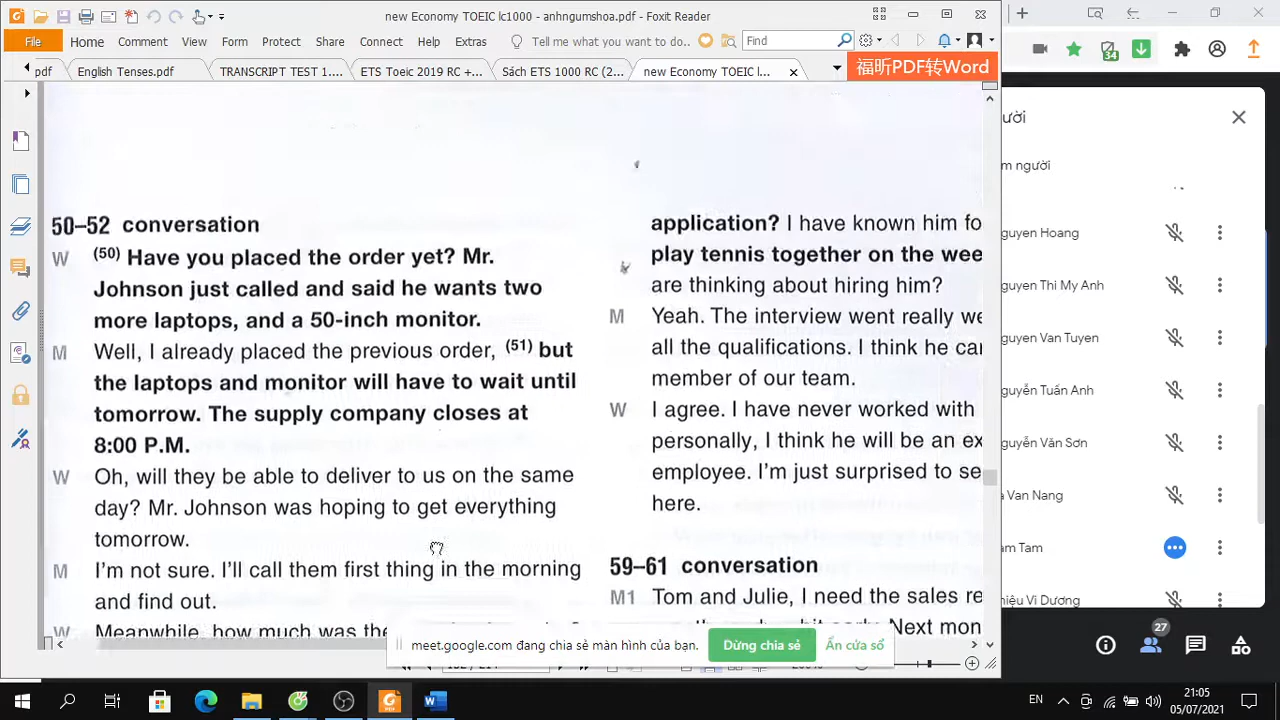 new Economy TOEIC lc1000 - anhngumshoa.pdf - Foxit Reader
File Home Comment View Form Protect Share Connect Help Extras Tell me what you want to do.. Find
pdf English Tenses.pdf TRANSCRIPT TEST 1.... ETS Toeic 2019 RC +... Sách ETS 1000 RC (2... new Economy TOEIC l... 福昕PDF转Word
34
50–52 conversation
W (50) Have you placed the order yet? Mr.
Johnson just called and said he wants two
more laptops, and a 50-inch monitor.
M Well, I already placed the previous order, (51) but
the laptops and monitor will have to wait until
tomorrow. The supply company closes at
8:00 P.M.
W Oh, will they be able to deliver to us on the same
day? Mr. Johnson was hoping to get everything
tomorrow.
M I'm not sure. I'll call them first thing in the morning
and find out.
W Meanwhile, how much was the
application? I have known him fo
play tennis together on the wee
are thinking about hiring him?
M Yeah. The interview went really we
all the qualifications. I think he car
member of our team.
W I agree. I have never worked with
personally, I think he will be an ex
employee. I'm just surprised to se
here.
59–61 conversation
M1 Tom and Julie, I need the sales re
Next mon
meet.google.com đang chia sẻ màn hình của bạn. Dừng chia sẻ Ẩn cửa sổ
ười
m người
guyen Hoang
guyen Thi My Anh
guyen Van Tuyen
guyễn Tuấn Anh
guyễn Văn Sơn
a Van Nang
am Tam
hiệu Vi Dương
27
EN
21:05
05/07/2021